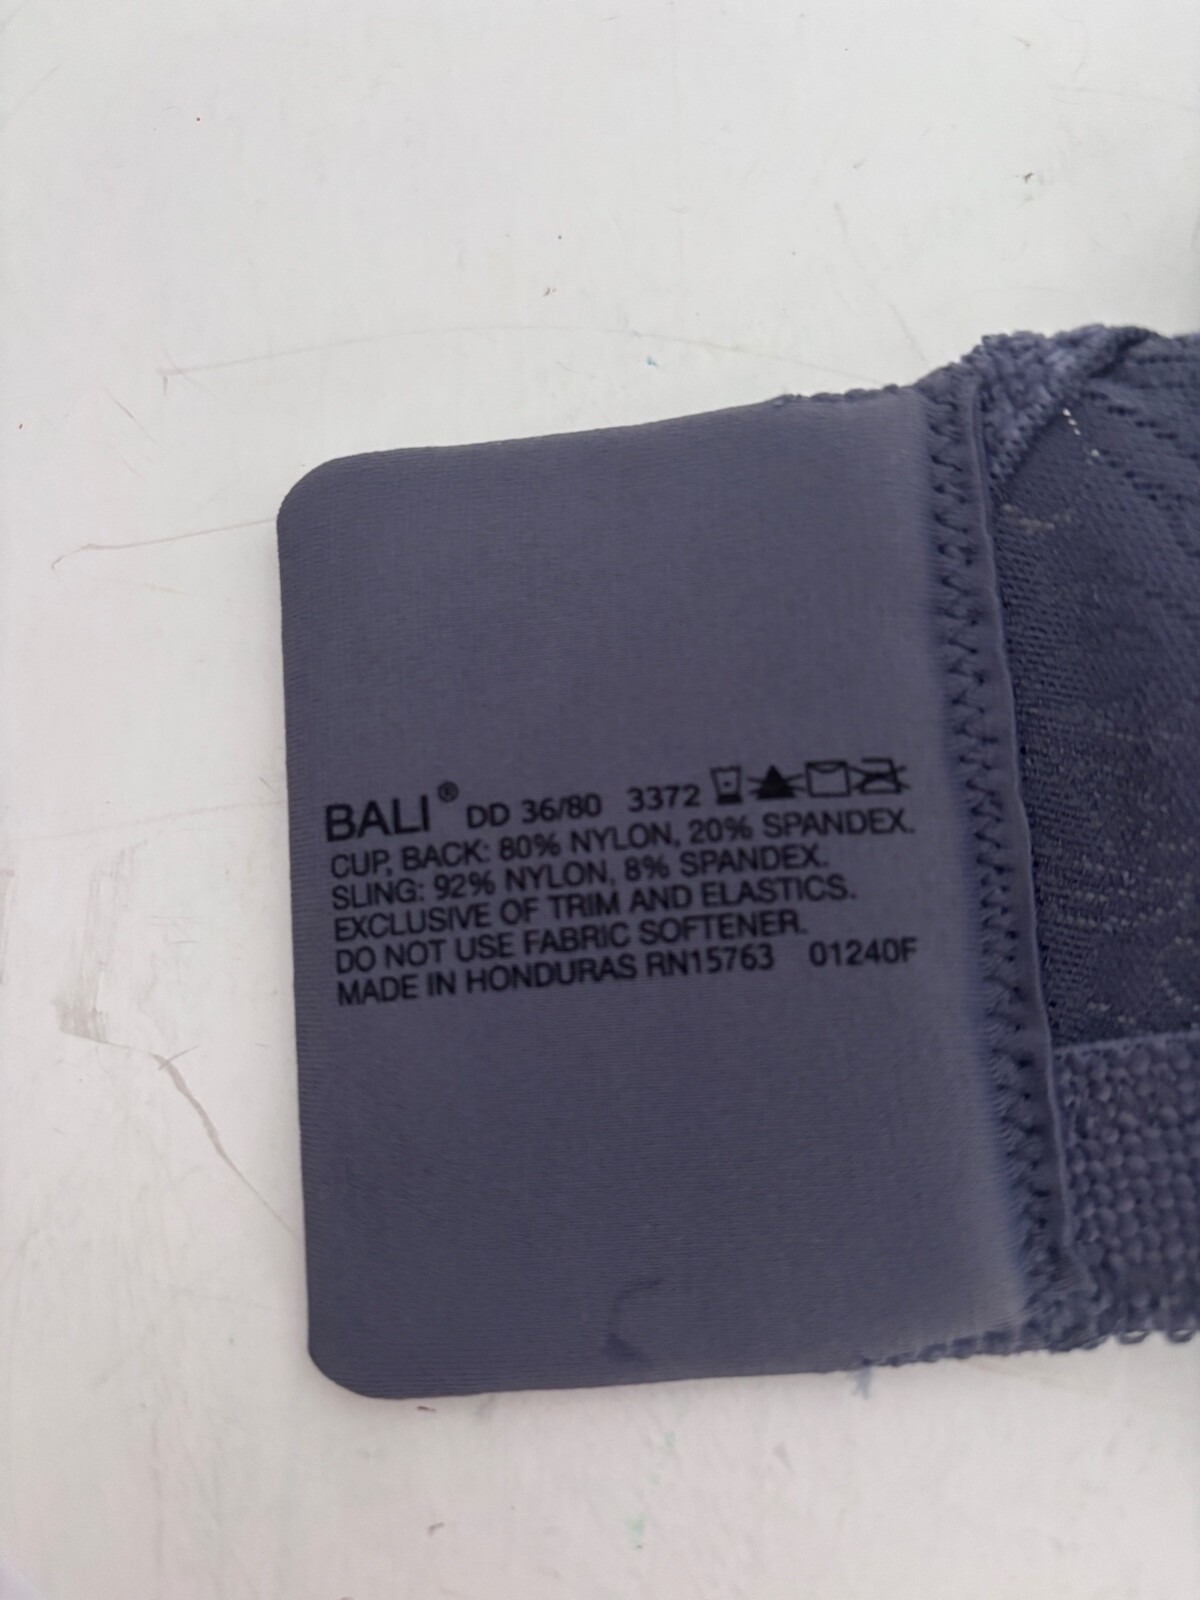 BALI® DD 36/80 3372
CUP, BACK: 80% NYLON, 20% SPANDEX.
SLING: 92% NYLON, 8% SPANDEX.
EXCLUSIVE OF TRIM AND ELASTICS.
DO NOT USE FABRIC SOFTENER.
MADE IN HONDURAS RN15763 01240F